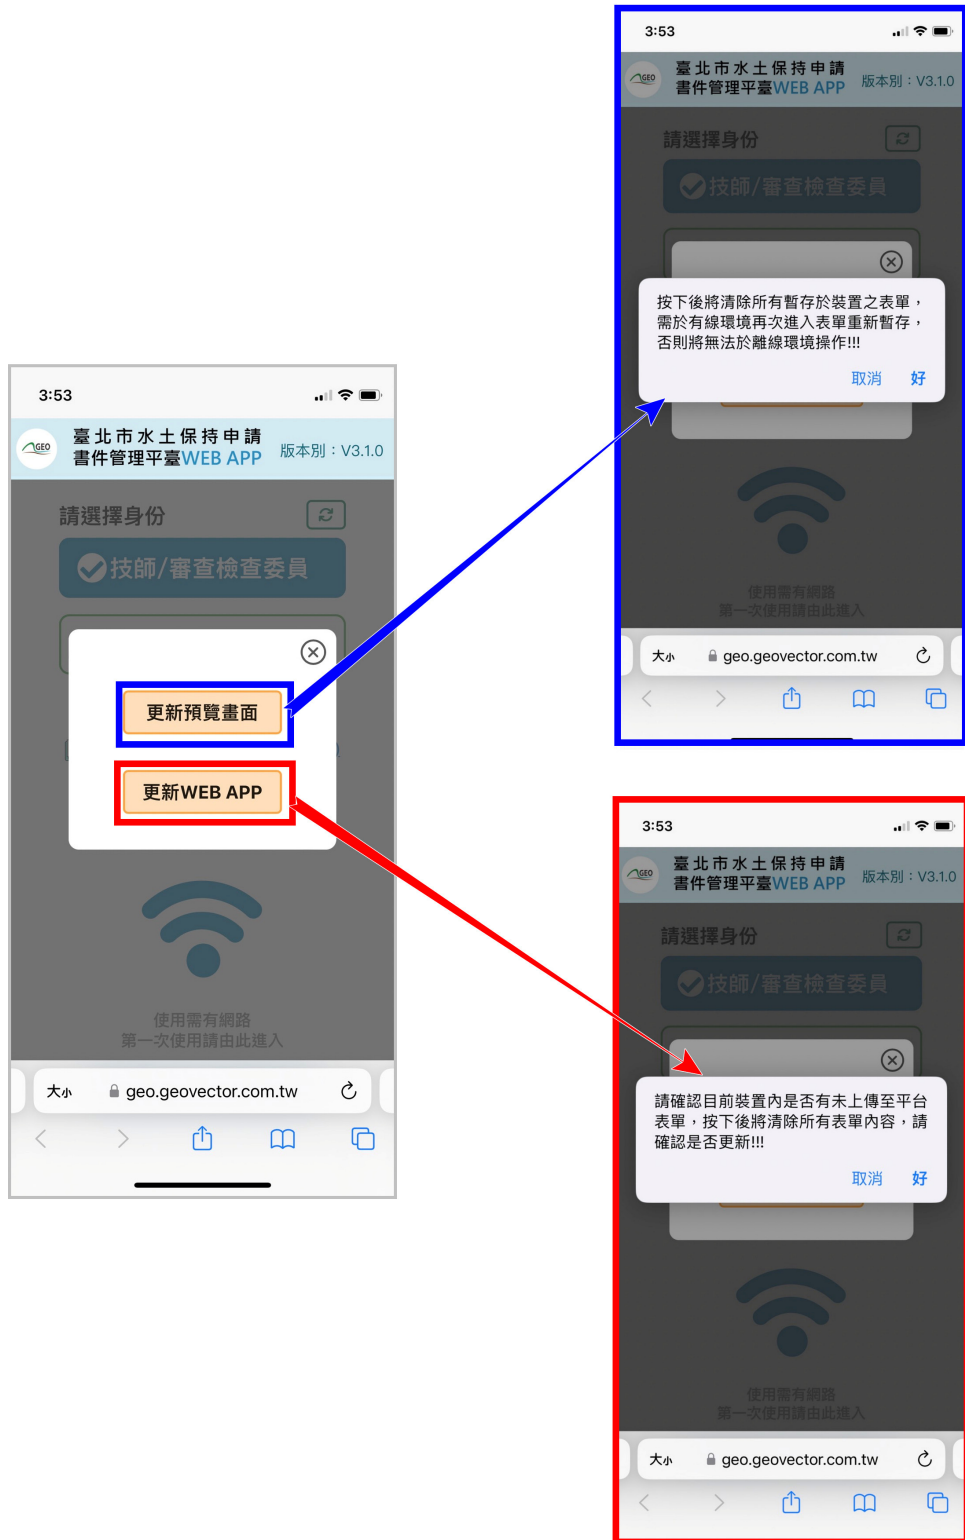 3:53
GEO
臺北市水土保持申請
書件管理平臺WEB APP
版本別：V3.1.0
請選擇身份
技師/審查檢查委員
更新預覽畫面
更新WEB APP
使用需有網路
第一次使用請由此進入
大小
geo.geovector.com.tw
3:53
GEO
臺北市水土保持申請
書件管理平臺WEB APP
版本別：V3.1.0
請選擇身份
技師/審查檢查委員
按下後將清除所有暫存於裝置之表單，
需於有線環境再次進入表單重新暫存，
否則將無法於離線環境操作!!!
取消 好
使用需有網路
第一次使用請由此進入
大小
geo.geovector.com.tw
3:53
GEO
臺北市水土保持申請
書件管理平臺WEB APP
版本別：V3.1.0
請選擇身份
技師/審查檢查委員
請確認目前裝置內是否有未上傳至平台
表單，按下後將清除所有表單內容，請
確認是否更新!!!
取消 好
使用需有網路
第一次使用請由此進入
大小
geo.geovector.com.tw